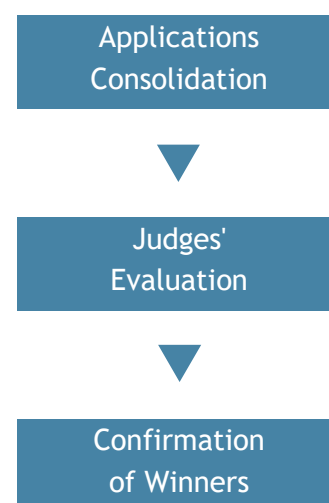 Applications
Consolidation
Judges'
Evaluation
Confirmation
of Winners